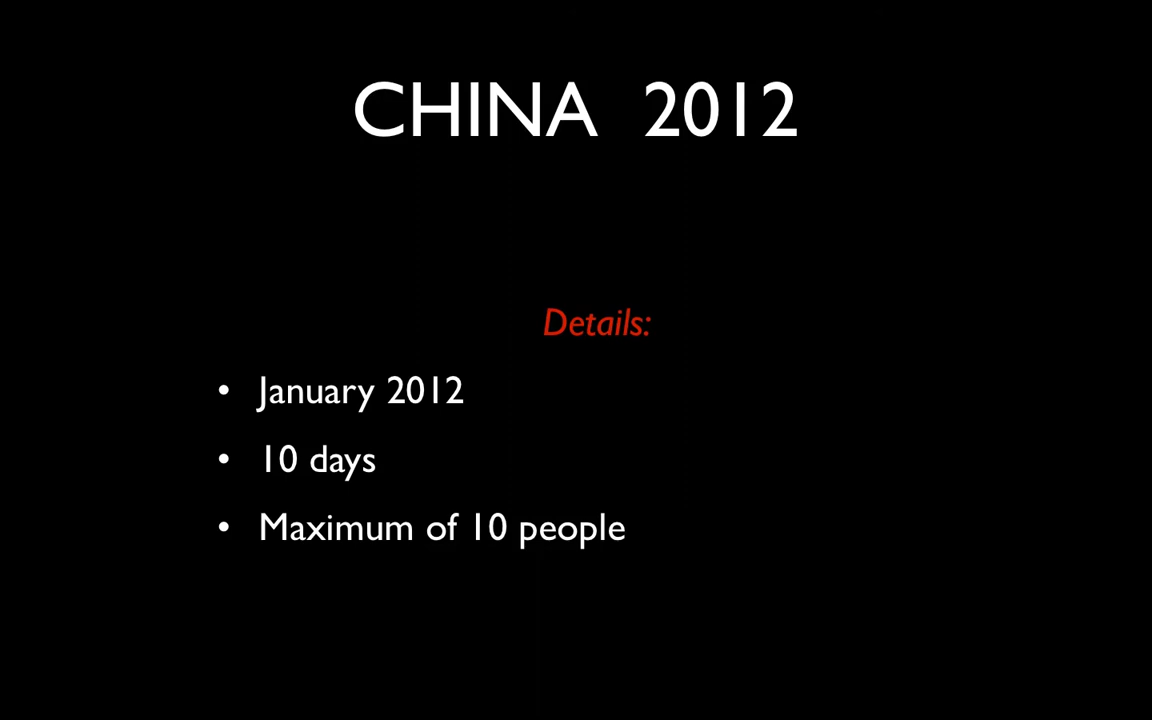 CHINA 2012
Details:
• January 2012
• 10 days
• Maximum of 10 people